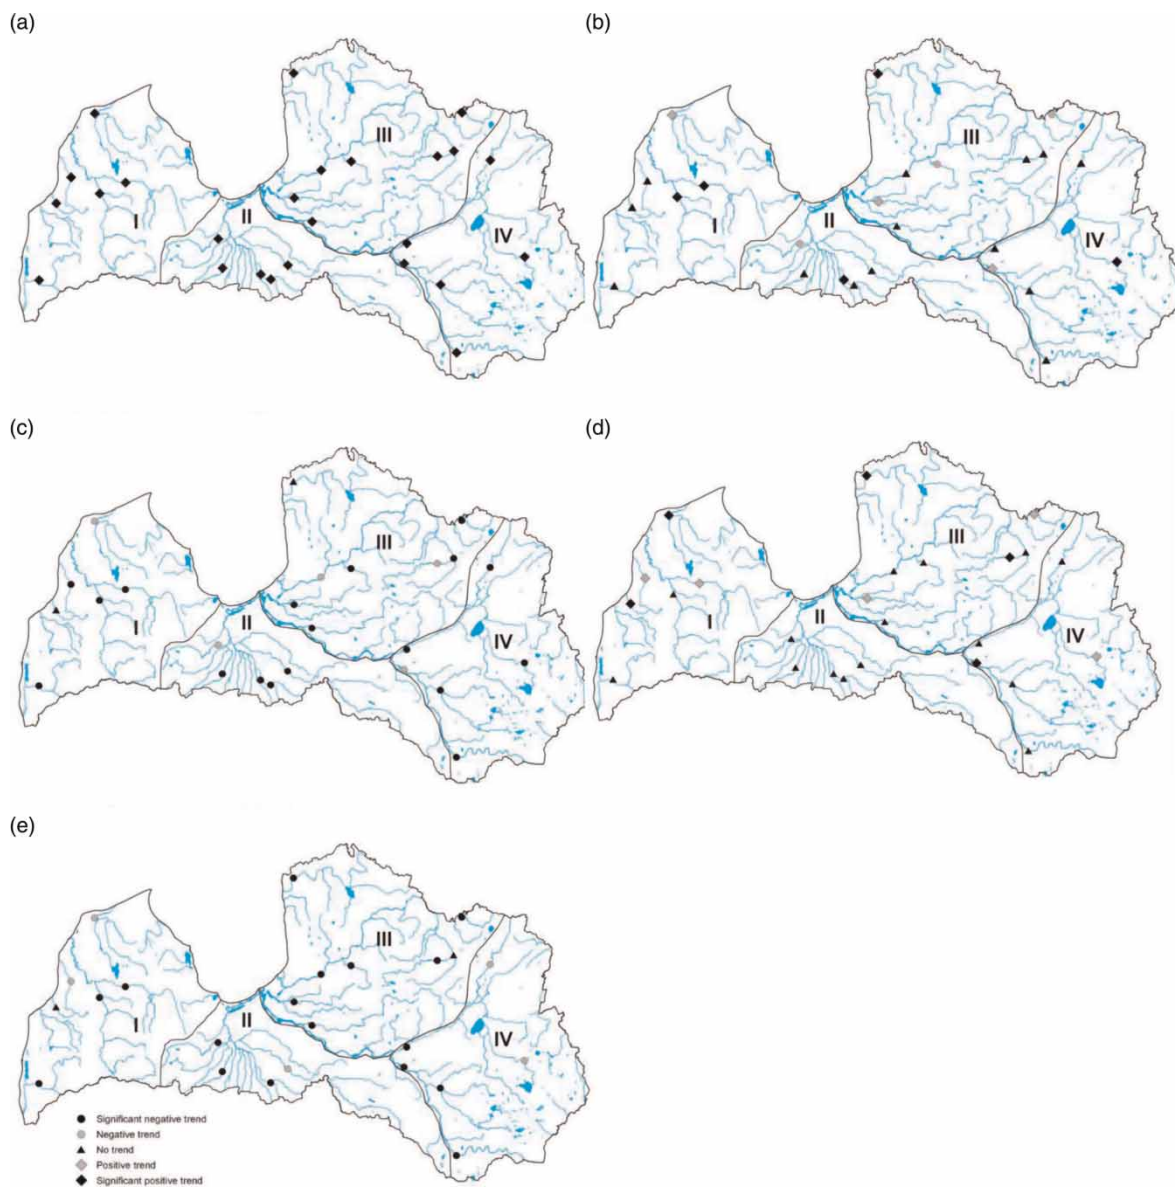 (a)
(b)
III
III
I
II
IV
I
II
IV
(c)
(d)
III
III
I
II
IV
I
II
IV
(e)
III
I
II
IV
Significant negative trend
Negative trend
No trend
Positive trend
Significant positive trend